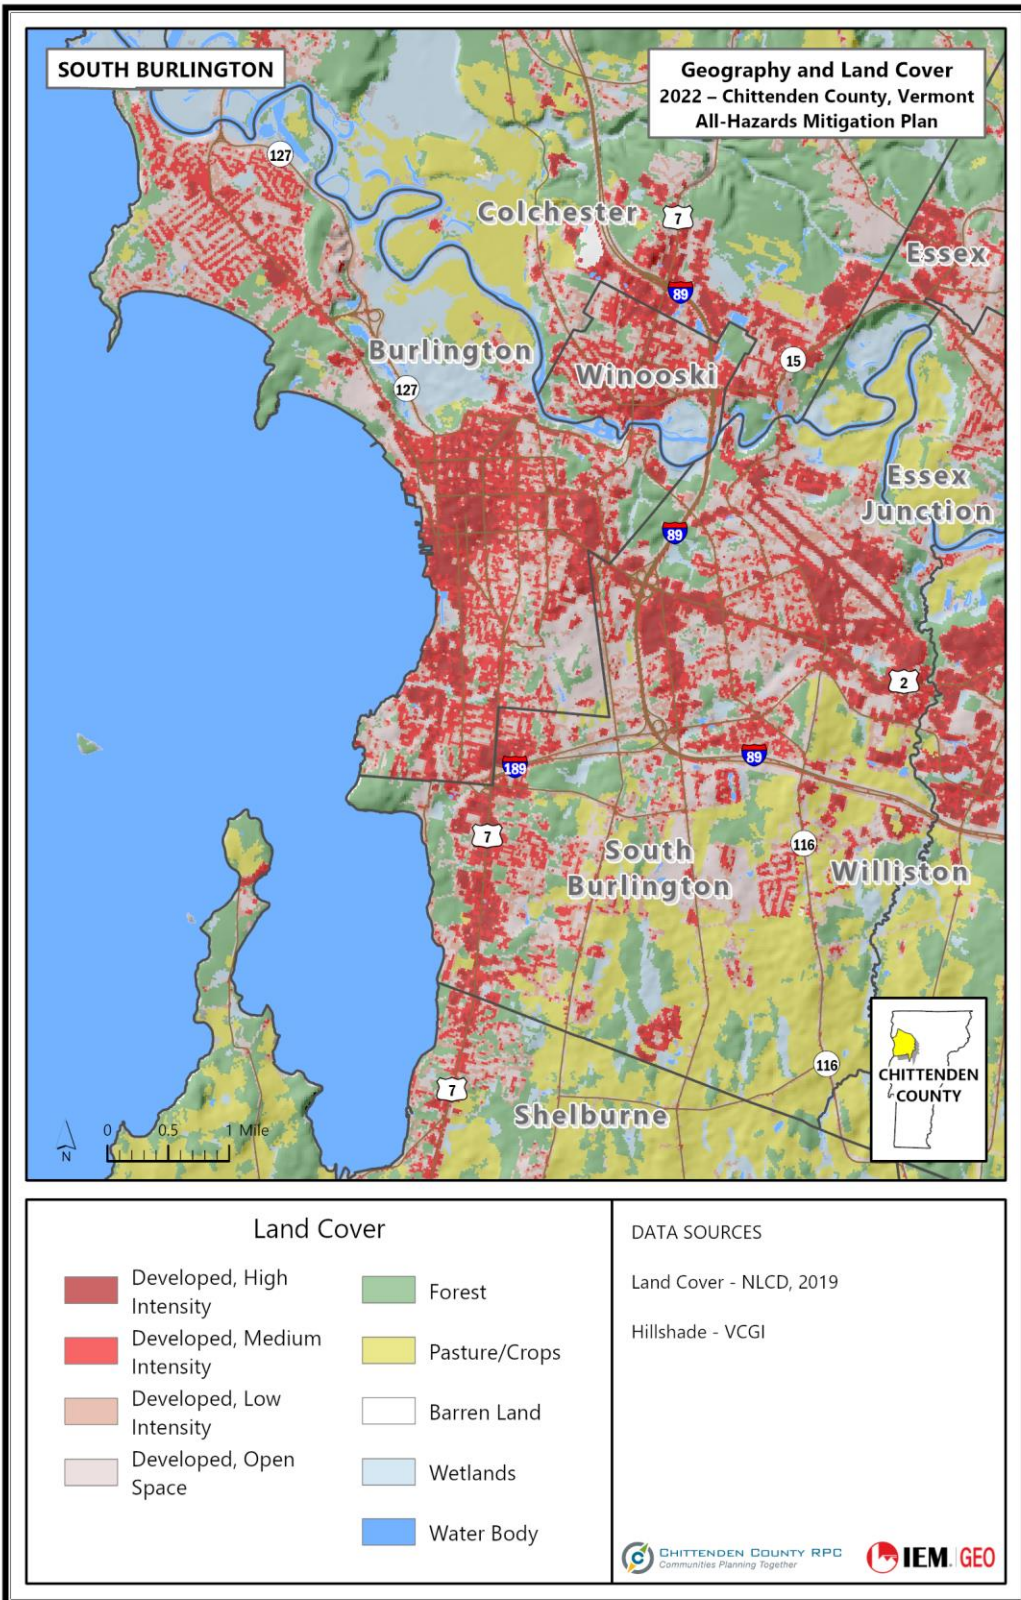 SOUTH BURLINGTON
Geography and Land Cover
2022 – Chittenden County, Vermont
All-Hazards Mitigation Plan
127
Colchester
7
Essex
89
Burlington
Winooski
15
127
Essex
Junction
89
2
189
89
7
116
South
Burlington
Williston
116
7
Shelburne
CHITTENDEN
COUNTY
N
0 0.5 1 Mile
Land Cover
Developed, High
Intensity
Developed, Medium
Intensity
Developed, Low
Intensity
Developed, Open
Space
Forest
Pasture/Crops
Barren Land
Wetlands
Water Body
DATA SOURCES
Land Cover - NLCD, 2019
Hillshade - VCGI
C CHITTENDEN COUNTY RPC
Communities Planning Together
IEM GEO